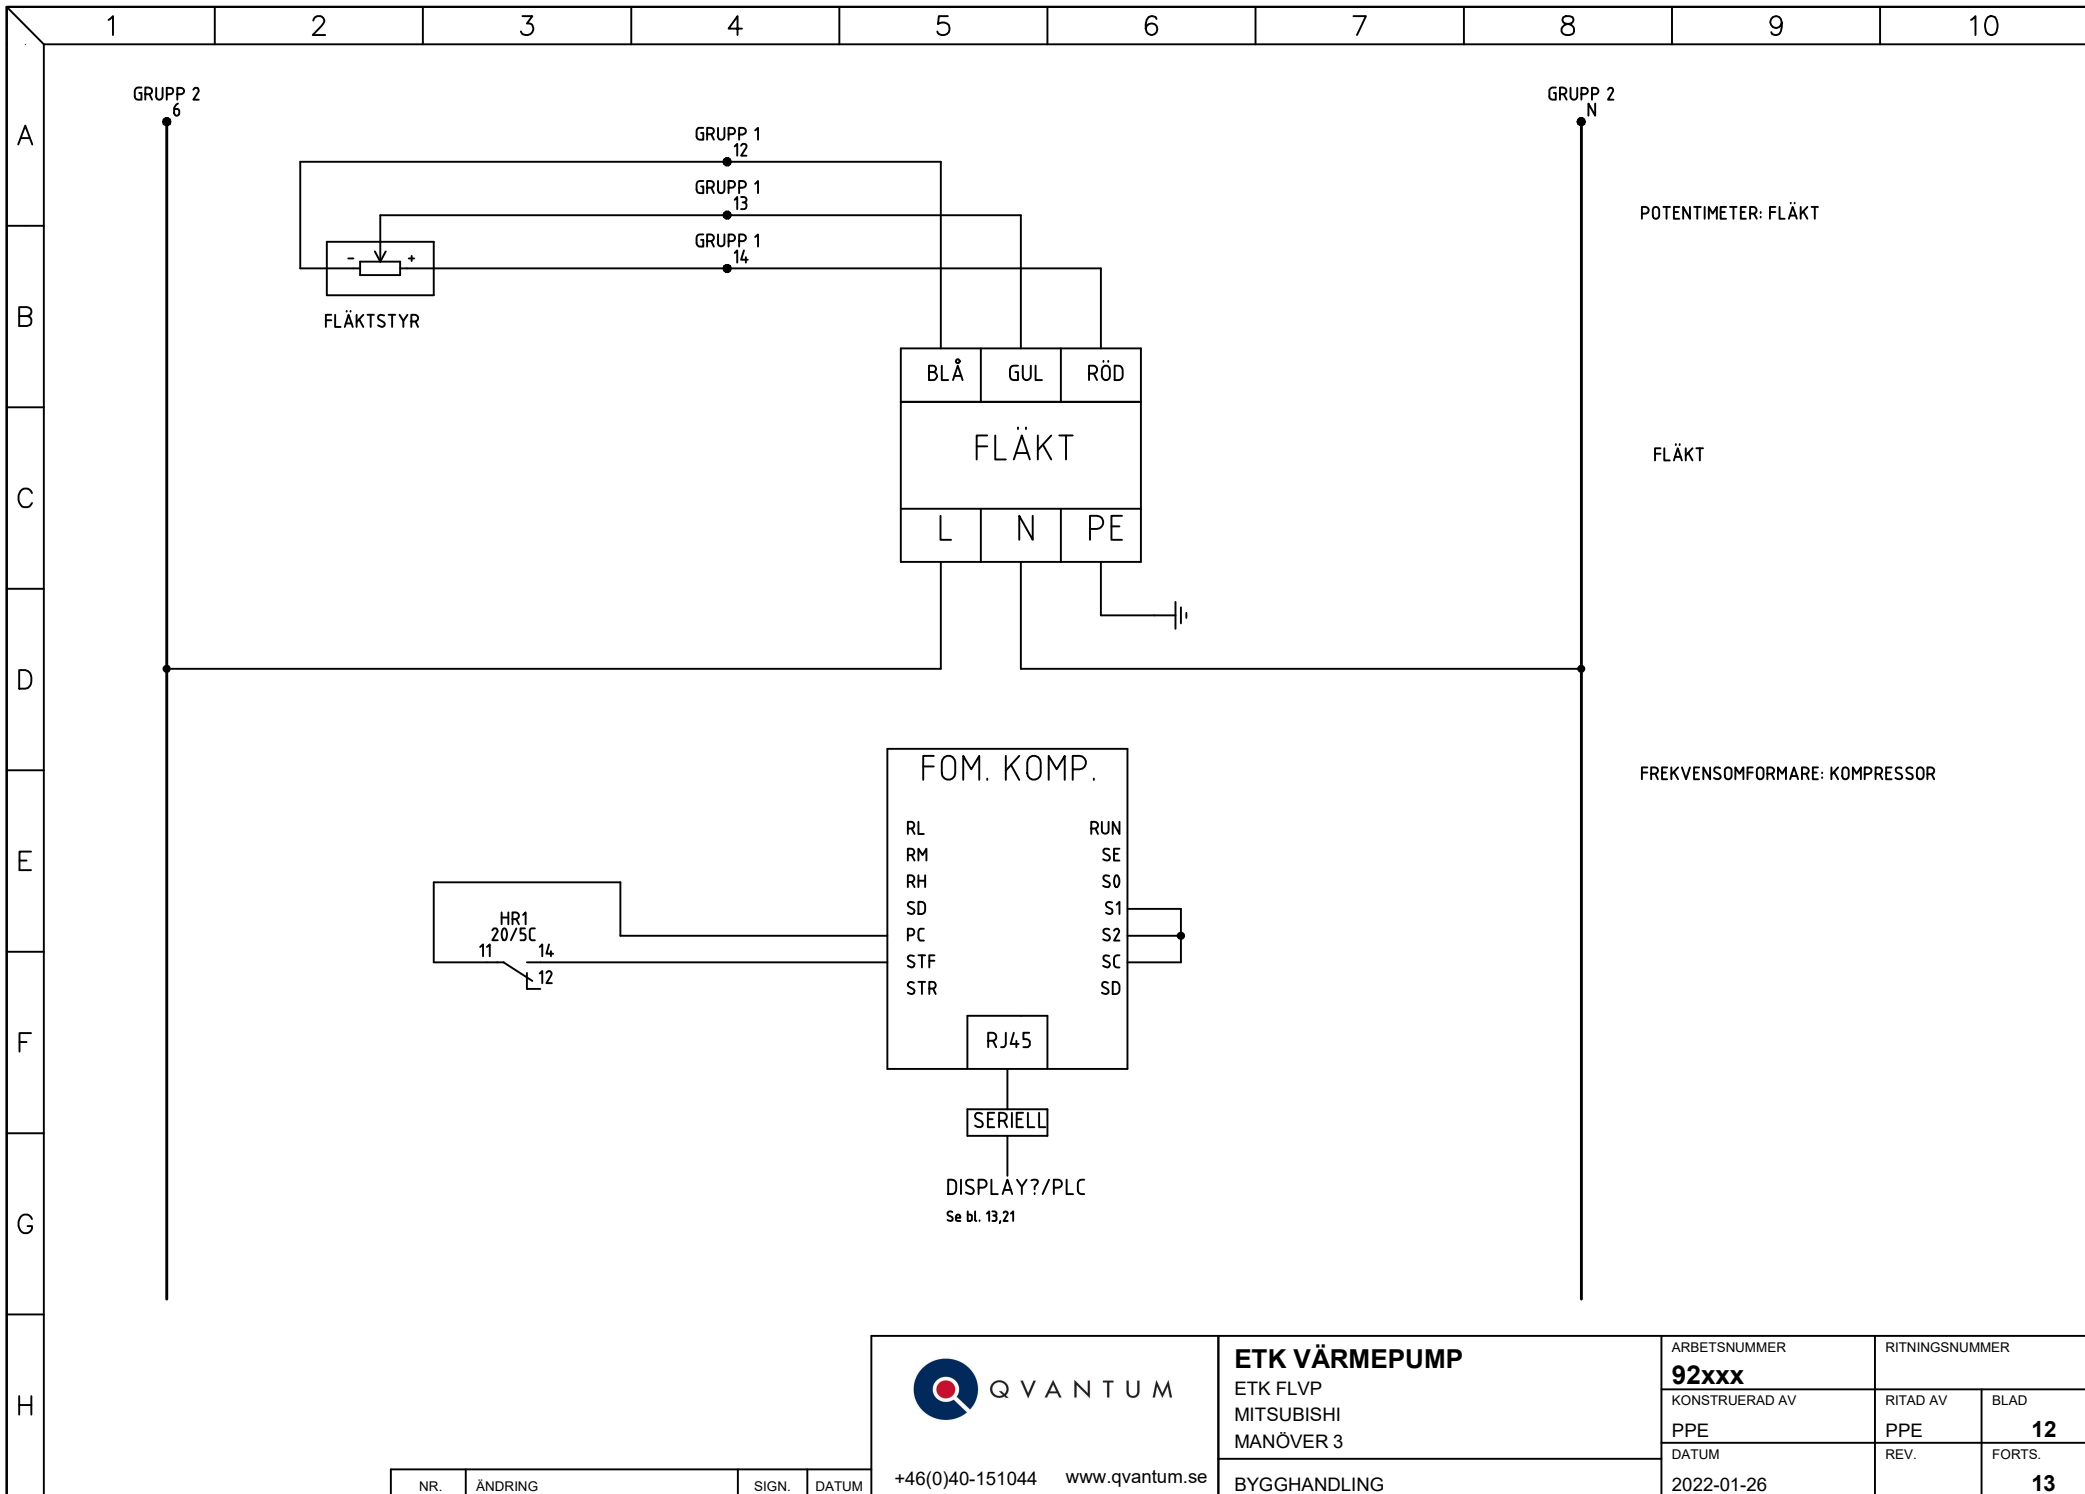 1 2 3 4 5 6 7 8 9 10
A
B
C
D
E
F
G
H
GRUPP 2
6
GRUPP 1
12
GRUPP 1
13
GRUPP 1
14
GRUPP 2
N
POTENTIMETER: FLÄKT
- +
FLÄKTSTYR
BLÅ GUL RÖD
FLÄKT
L N PE
FLÄKT
FOM. KOMP.
FREKVENSOMFORMARE: KOMPRESSOR
RL RUN
RM SE
RH S0
SD S1
PC S2
STF SC
STR SD
HR1
20/5C
11 14
12
RJ45
SERIELL
DISPLAY?/PLC
Se bl. 13,21
NR. ÄNDRING SIGN. DATUM
QVANTUM
+46(0)40-151044 www.qvantum.se
ETK VÄRMEPUMP
ETK FLVP
MITSUBISHI
MANÖVER 3
BYGGHANDLING
ARBETSNUMMER
92xxx
RITNINGSNUMMER
KONSTRUERAD AV
PPE
RITAD AV
PPE
BLAD
12
DATUM
2022-01-26
REV.
FORTS.
13